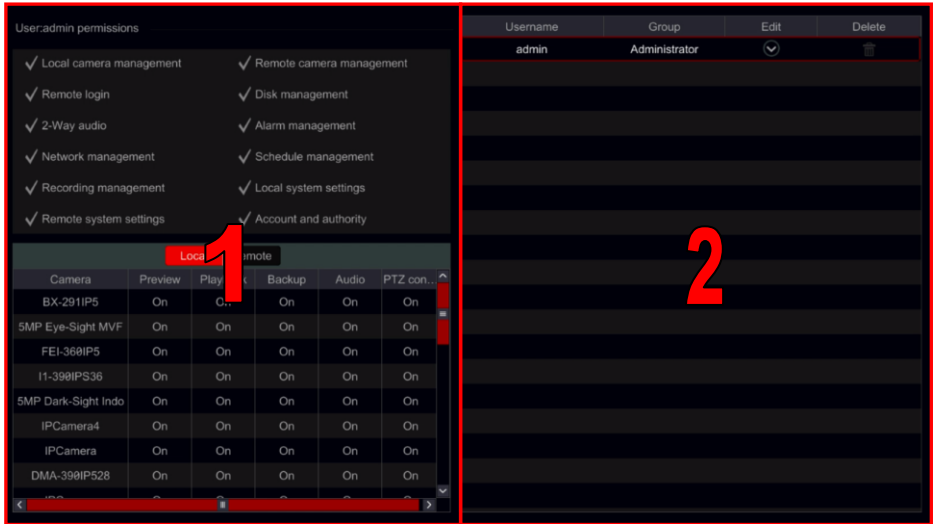 User:admin permissions
Local camera management Remote camera management
Remote login Disk management
2-Way audio Alarm management
Network management Schedule management
Recording management Local system settings
Remote system settings Account and authority
1
Camera Preview Backup Audio PTZ con...
BX-291IP5 On On On On On
5MP Eye-Sight MVF On On On On On
FEI-360IP5 On On On On On
I1-390IPS36 On On On On On
5MP Dark-Sight Indo On On On On On
IPCamera4 On On On On On
IPCamera On On On On On
DMA-390IP528 On On On On On
Username Group Edit Delete
admin Administrator
2